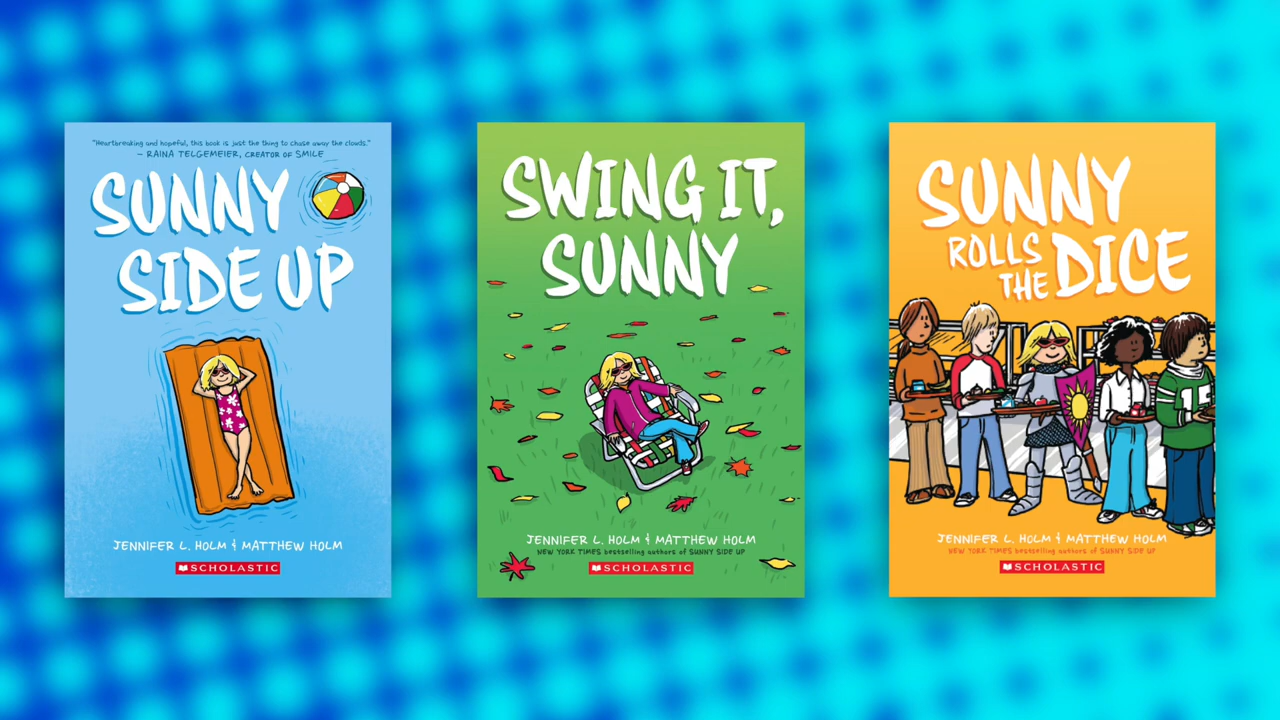 "Heartbreaking and hopeful, this book is just the thing to chase away the clouds."
— RAINA TELGEMEIER, CREATOR OF SMILE
SUNNY
SIDE UP
JENNIFER L. HOLM & MATTHEW HOLM
SCHOLASTIC
SWING IT,
SUNNY
JENNIFER L. HOLM & MATTHEW HOLM
NEW YORK TIMES bestselling authors of SUNNY SIDE UP
SCHOLASTIC
SUNNY
ROLLS
THE DICE
13
JENNIFER L. HOLM & MATTHEW HOLM
NEW YORK TIMES bestselling authors of SUNNY SIDE UP
SCHOLASTIC